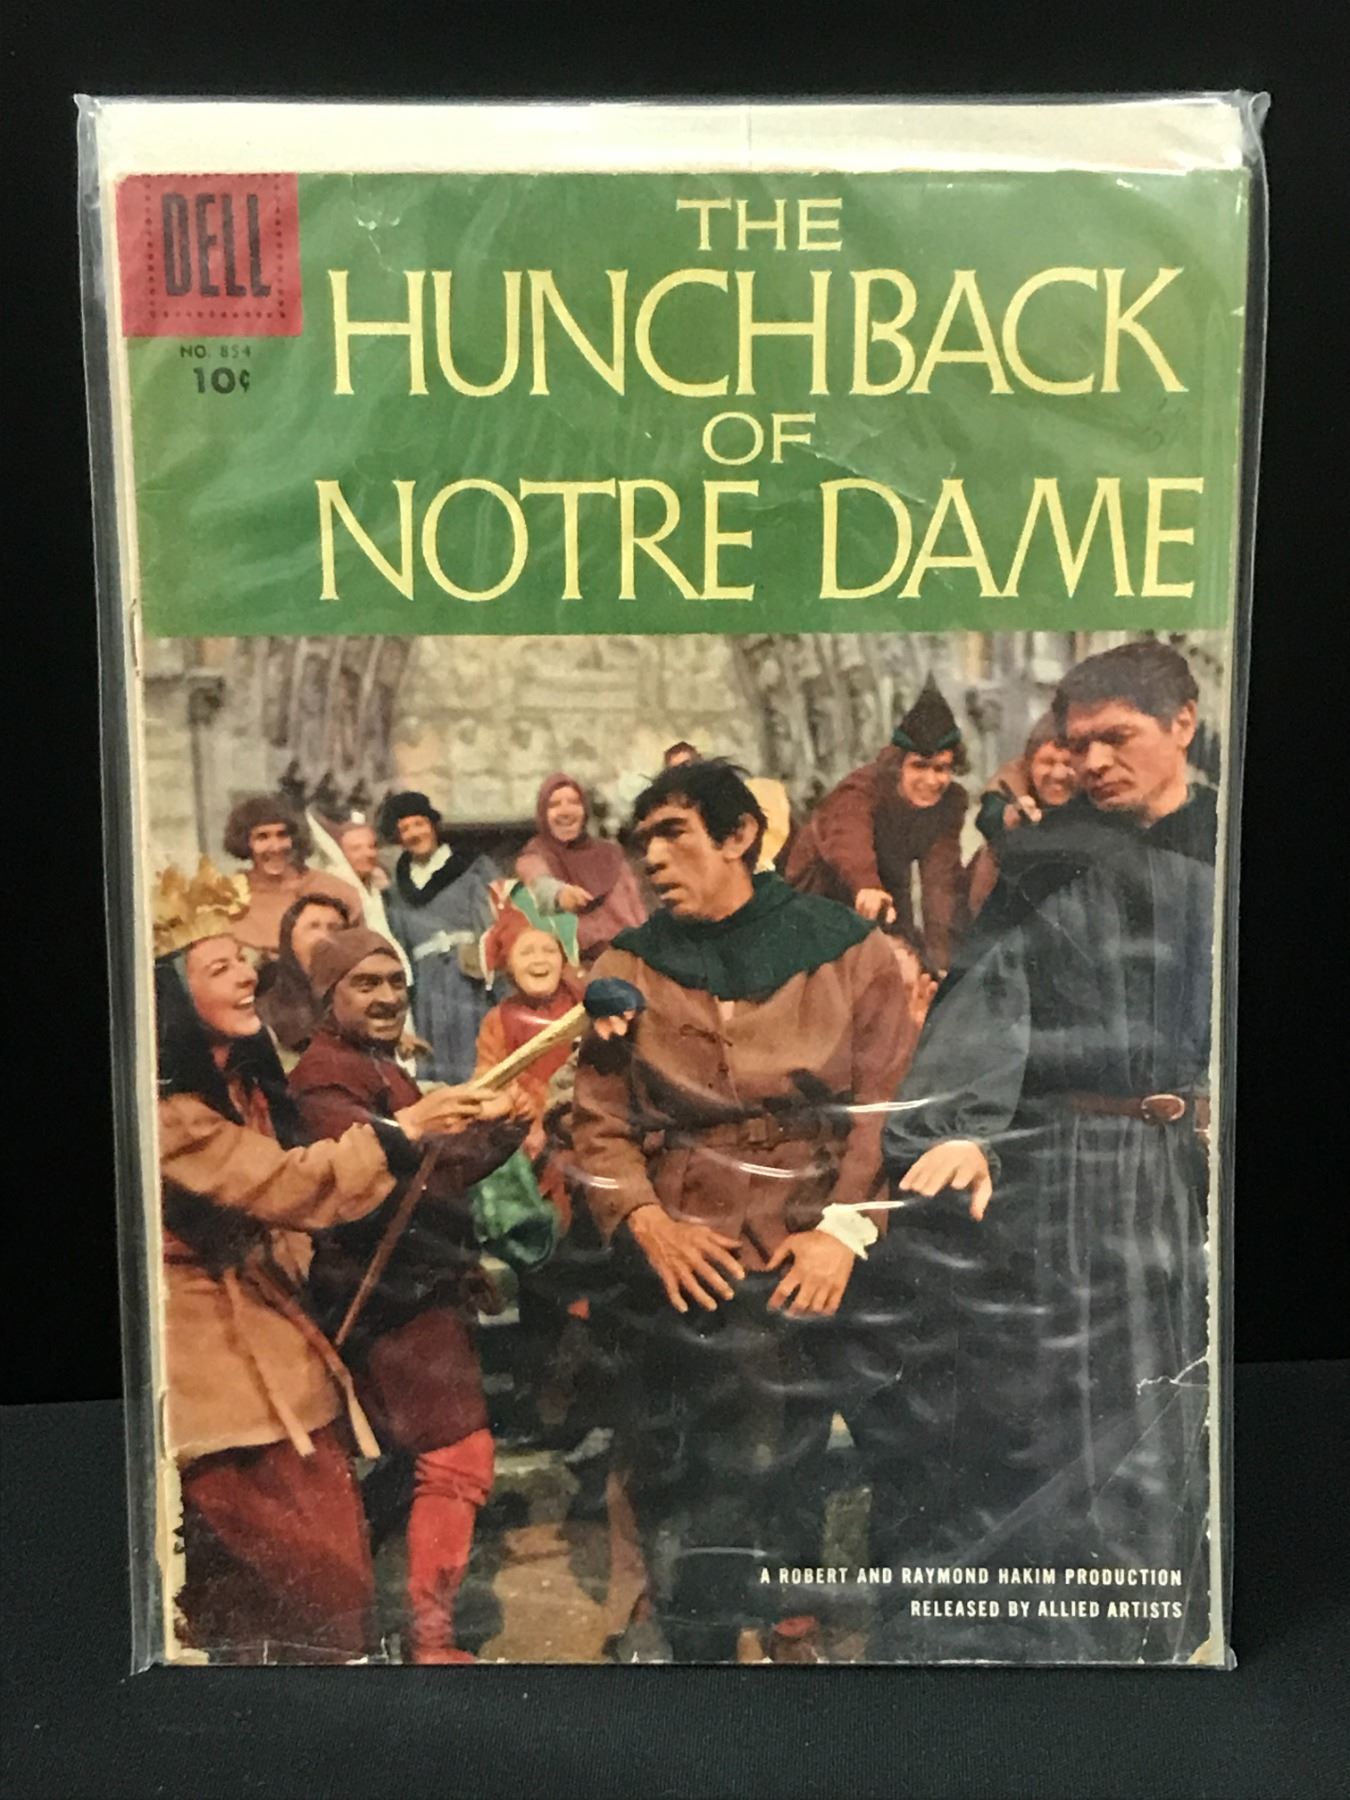 DELL
NO. 854
10¢
THE
HUNCHBACK
OF
NOTRE DAME
A ROBERT AND RAYMOND HAKIM PRODUCTION
RELEASED BY ALLIED ARTISTS